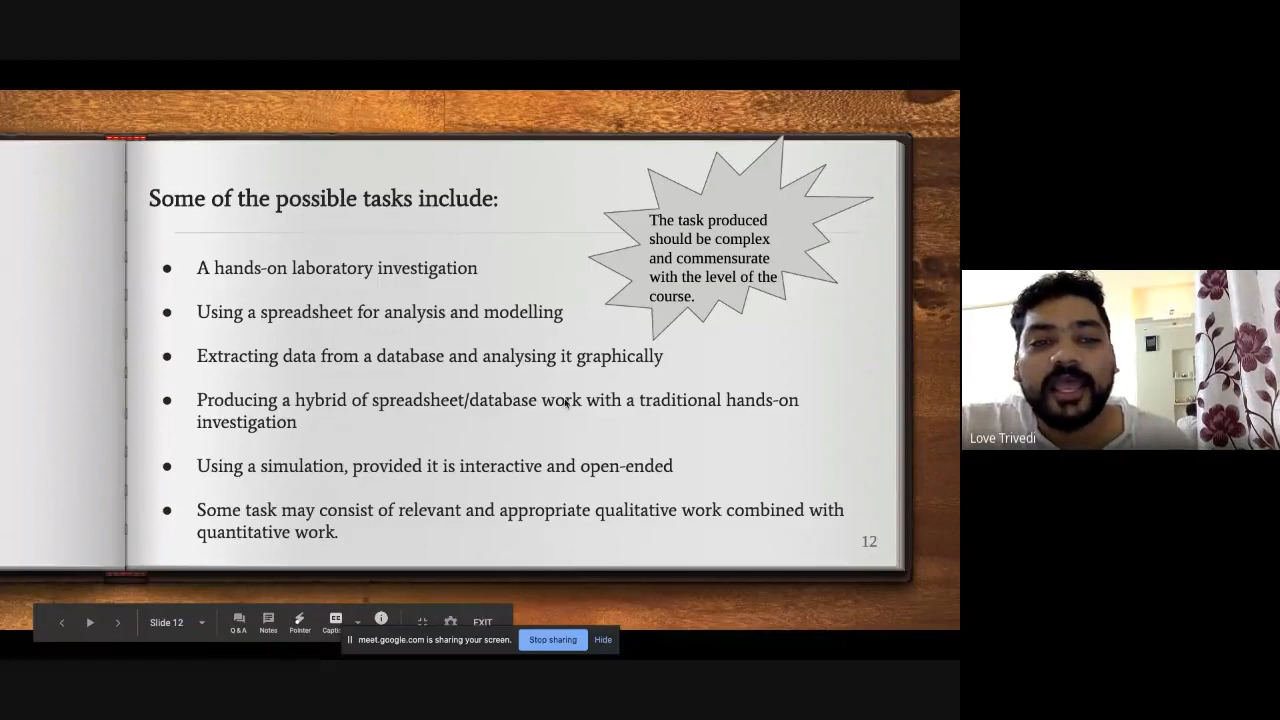 Some of the possible tasks include:
The task produced
should be complex
and commensurate
with the level of the
course.
● A hands-on laboratory investigation
● Using a spreadsheet for analysis and modelling
● Extracting data from a database and analysing it graphically
● Producing a hybrid of spreadsheet/database work with a traditional hands-on
investigation
● Using a simulation, provided it is interactive and open-ended
● Some task may consist of relevant and appropriate qualitative work combined with
quantitative work.
12
Love Trivedi
Slide 12
Q&A
Notes
Pointer
EXIT
meet.google.com is sharing your screen.
Stop sharing
Hide